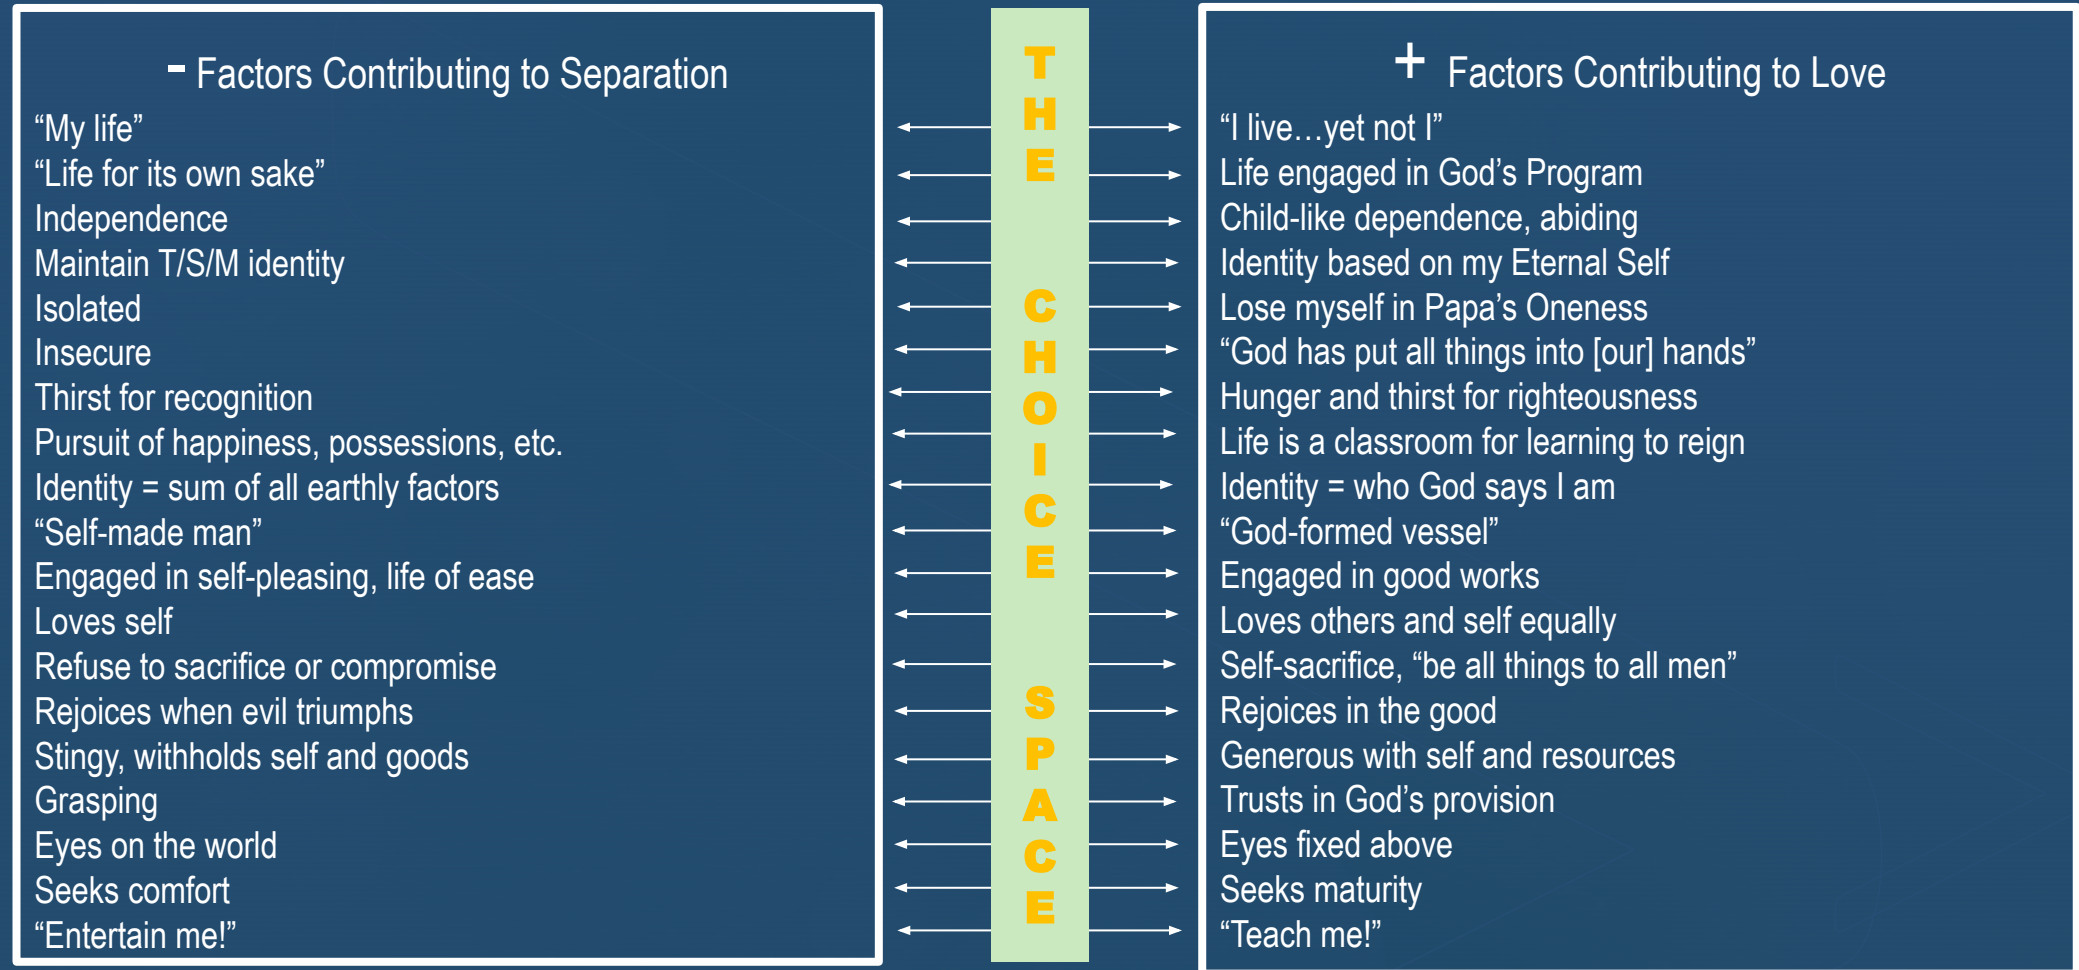 - Factors Contributing to Separation
“My life”
“Life for its own sake”
Independence
Maintain T/S/M identity
Isolated
Insecure
Thirst for recognition
Pursuit of happiness, possessions, etc.
Identity = sum of all earthly factors
“Self-made man”
Engaged in self-pleasing, life of ease
Loves self
Refuse to sacrifice or compromise
Rejoices when evil triumphs
Stingy, withholds self and goods
Grasping
Eyes on the world
Seeks comfort
“Entertain me!”
THE CHOICE SPACE
+ Factors Contributing to Love
“I live…yet not I”
Life engaged in God’s Program
Child-like dependence, abiding
Identity based on my Eternal Self
Lose myself in Papa’s Oneness
“God has put all things into [our] hands”
Hunger and thirst for righteousness
Life is a classroom for learning to reign
Identity = who God says I am
“God-formed vessel”
Engaged in good works
Loves others and self equally
Self-sacrifice, “be all things to all men”
Rejoices in the good
Generous with self and resources
Trusts in God’s provision
Eyes fixed above
Seeks maturity
“Teach me!”